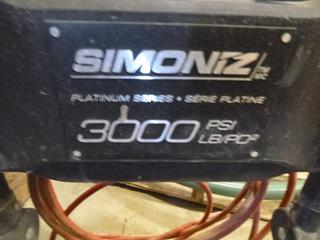 SIMONIZ
PLATINUM SERIES • SÉRIE PLATINE
3000 PSI
LB/PO²